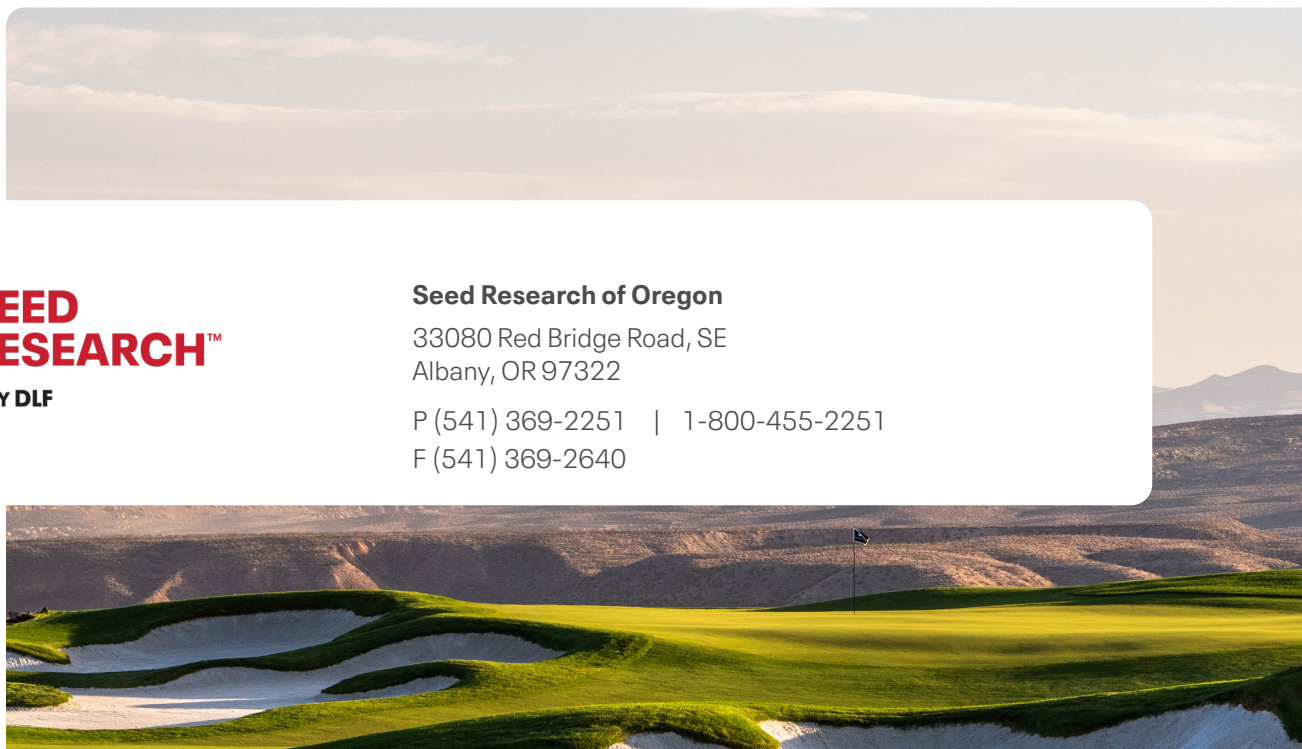 EED
ESEARCH™
Y DLF
Seed Research of Oregon
33080 Red Bridge Road, SE
Albany, OR 97322
P (541) 369-2251 | 1-800-455-2251
F (541) 369-2640